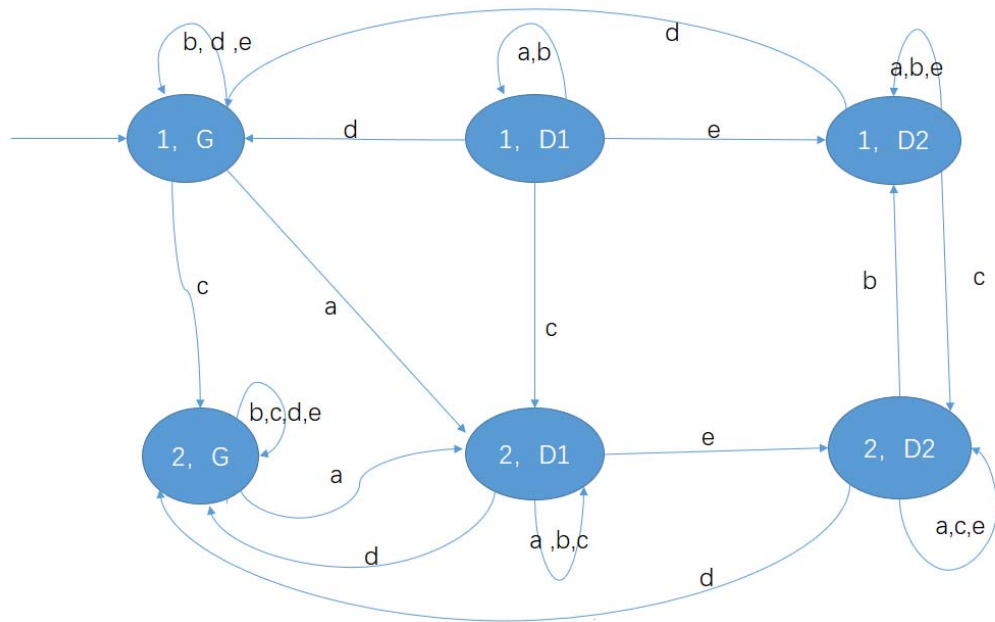 b, d ,e
a,b
d
a,b,e
1, G
d
1, D1
e
1, D2
c
a
c
b
c
b,c,d,e
2, G
a
2, D1
e
2, D2
d
a ,b,c
a,c,e
d